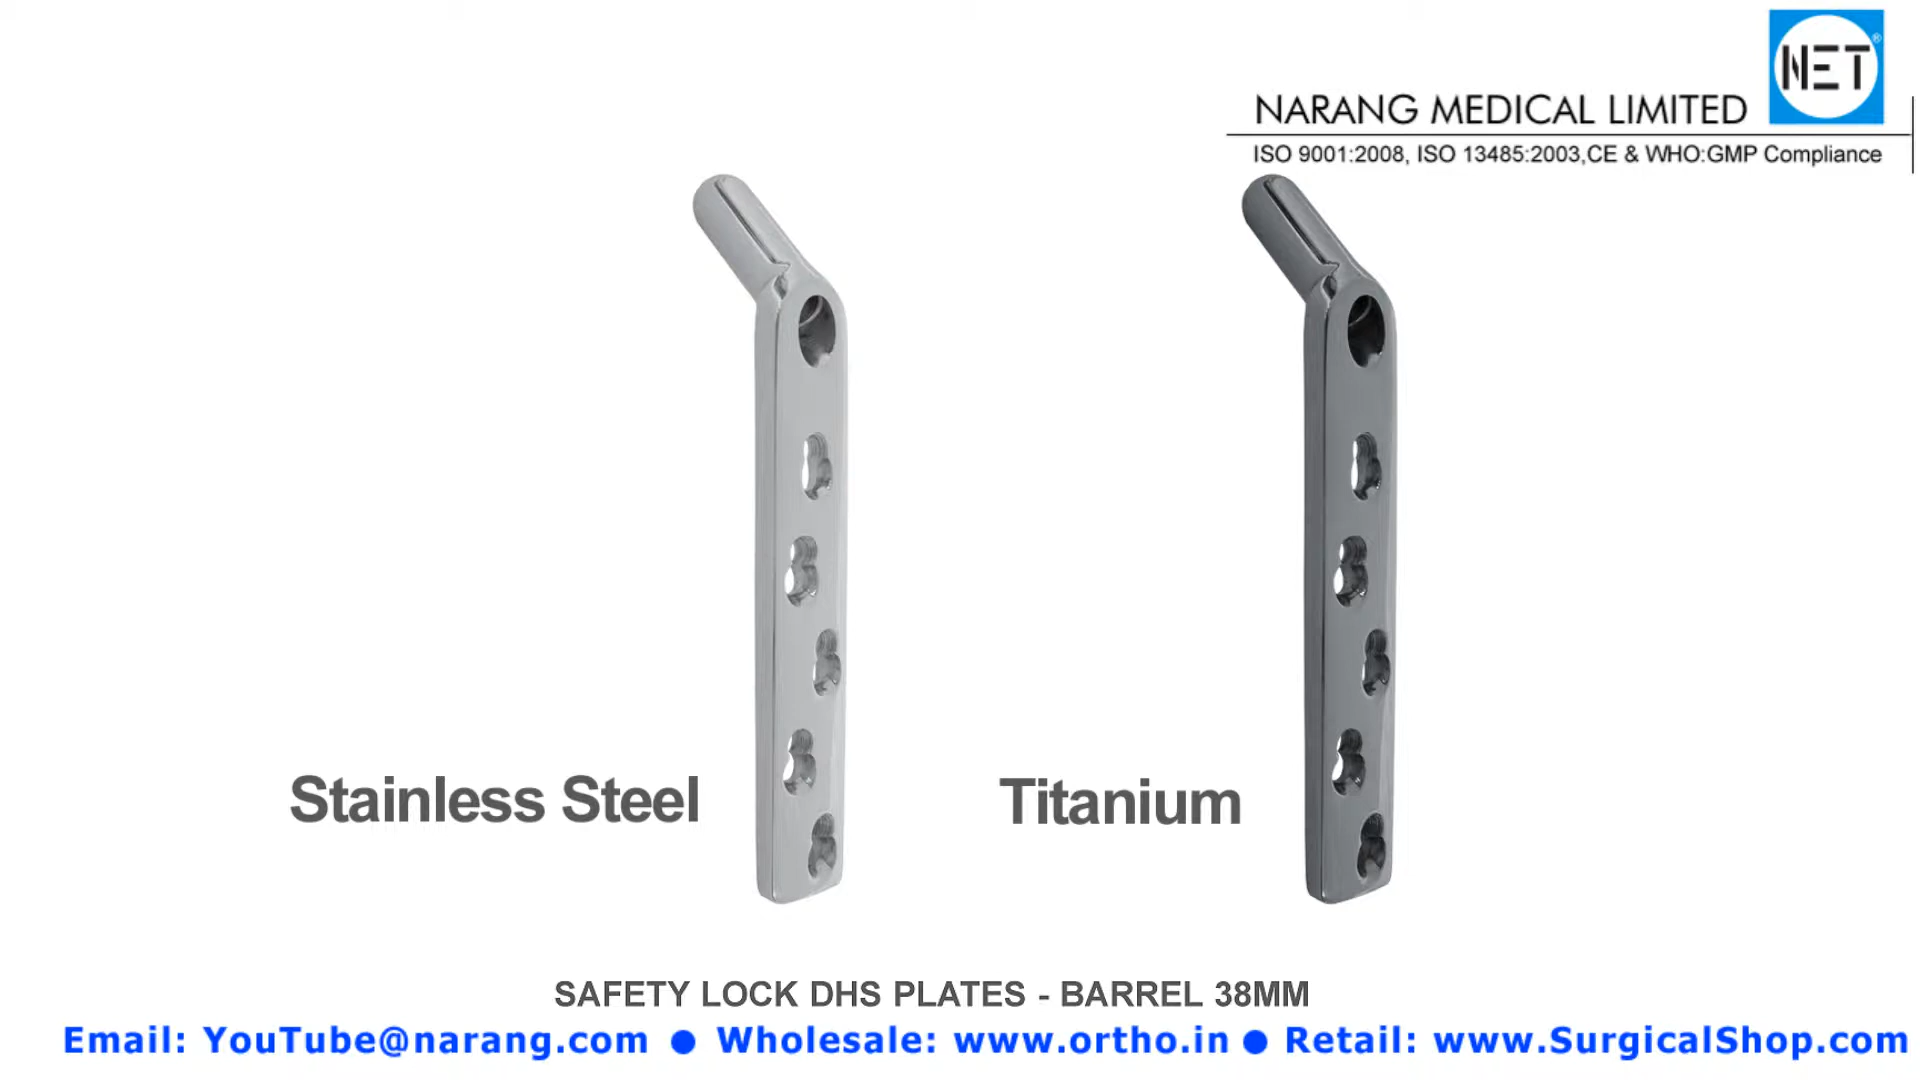 NET®
NARANG MEDICAL LIMITED
ISO 9001:2008, ISO 13485:2003,CE & WHO:GMP Compliance
Stainless Steel
Titanium
SAFETY LOCK DHS PLATES - BARREL 38MM
Email: YouTube@narang.com ● Wholesale: www.ortho.in ● Retail: www.SurgicalShop.com